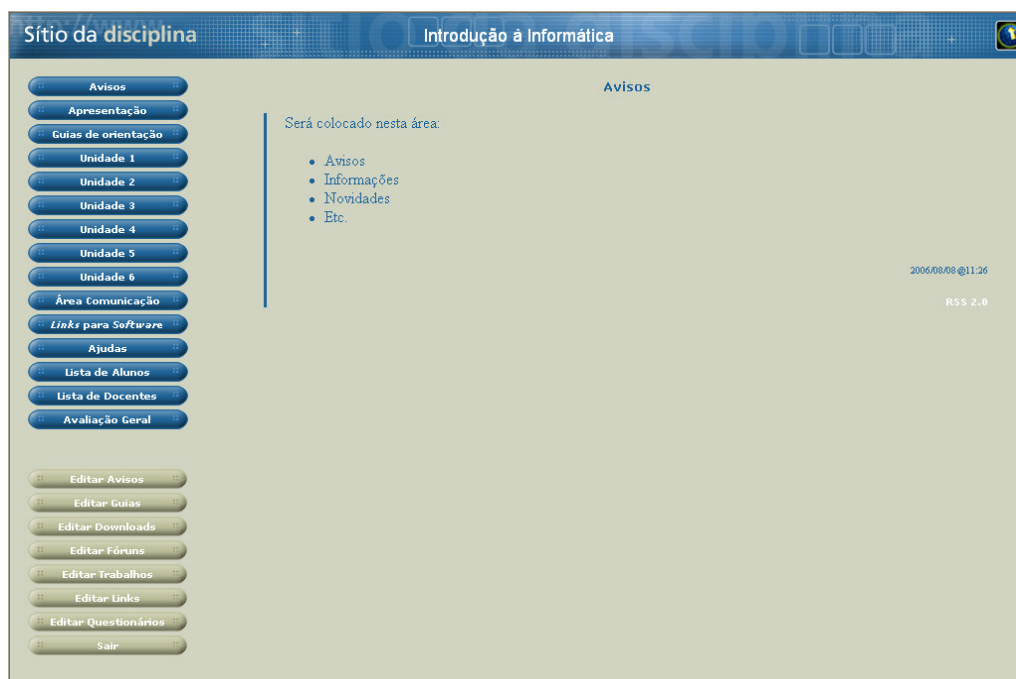 Sítio da disciplina
Introdução à Informática
Avisos
Apresentação
Guias de orientação
Unidade 1
Unidade 2
Unidade 3
Unidade 4
Unidade 5
Unidade 6
Área Comunicação
Links para Software
Ajudas
Lista de Alunos
Lista de Docentes
Avaliação Geral
Editar Avisos
Editar Guias
Editar Downloads
Editar Fóruns
Editar Trabalhos
Editar Links
Editar Questionários
Sair
Avisos
Será colocado nesta área:
Avisos
Informações
Novidades
Etc.
2006/08/08@11:26
RSS 2.0